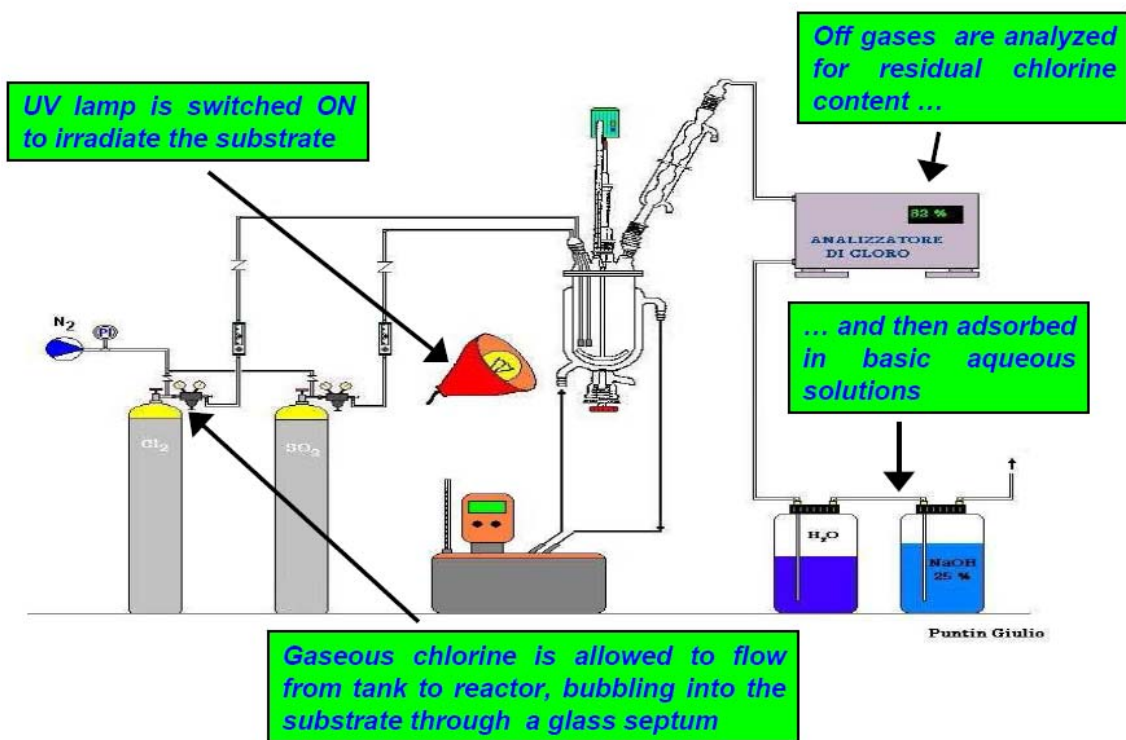 Off gases are analyzed
for residual chlorine
content ...
UV lamp is switched ON
to irradiate the substrate
82 %
ANALIZZATORE
DI CLORO
N2
PI
... and then adsorbed
in basic aqueous
solutions
Cl2
SO2
H2O
NaOH
25 %
Puntin Giulio
Gaseous chlorine is allowed to flow
from tank to reactor, bubbling into the
substrate through a glass septum